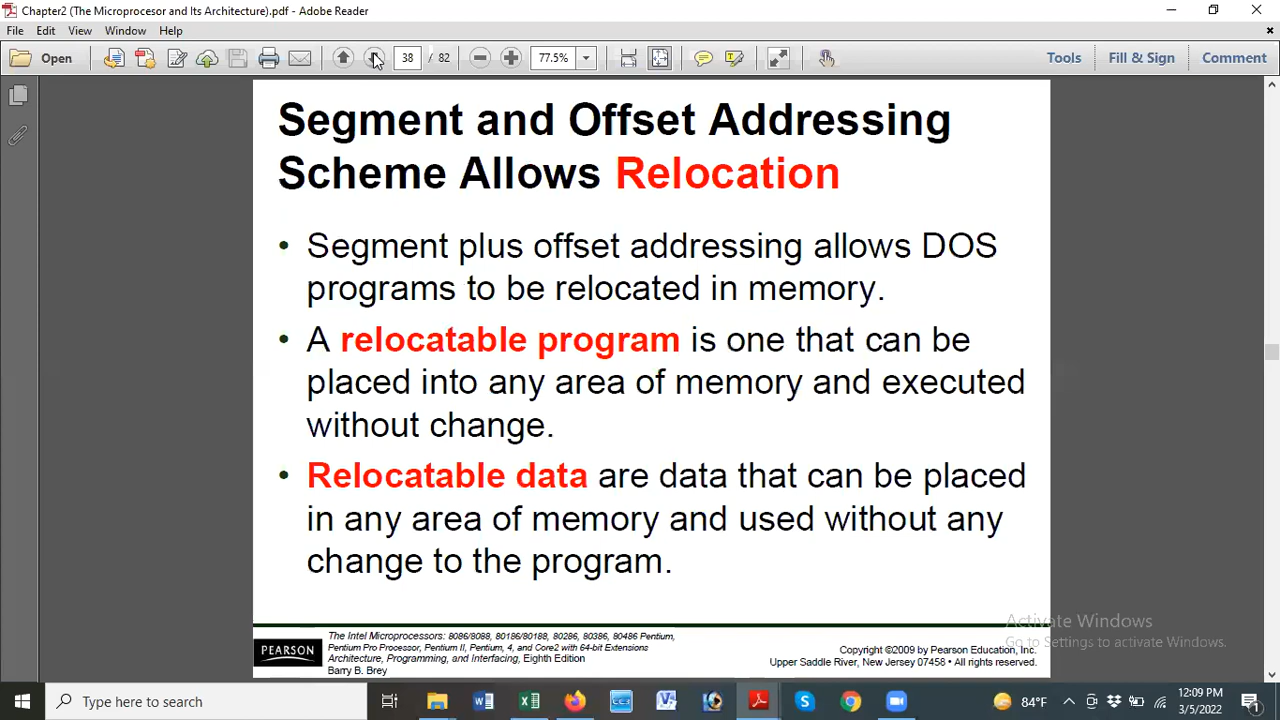 Chapter2 (The Microprocesor and Its Architecture).pdf - Adobe Reader
File Edit View Window Help
Open 38 / 82 77.5% Tools Fill & Sign Comment
Segment and Offset Addressing
Scheme Allows Relocation
• Segment plus offset addressing allows DOS
programs to be relocated in memory.
• A relocatable program is one that can be
placed into any area of memory and executed
without change.
• Relocatable data are data that can be placed
in any area of memory and used without any
change to the program.
Activate Windows
Go to Settings to activate Windows.
PEARSON
The Intel Microprocessors: 8086/8088, 80186/80188, 80286, 80386, 80486 Pentium,
Pentium Pro Processor, Pentium II, Pentium, 4, and Core2 with 64-bit Extensions
Architecture, Programming, and Interfacing, Eighth Edition
Barry B. Brey
Copyright ©2009 by Pearson Education, Inc.
Upper Saddle River, New Jersey 07458 • All rights reserved.
Type here to search
84°F
12:09 PM
3/5/2022